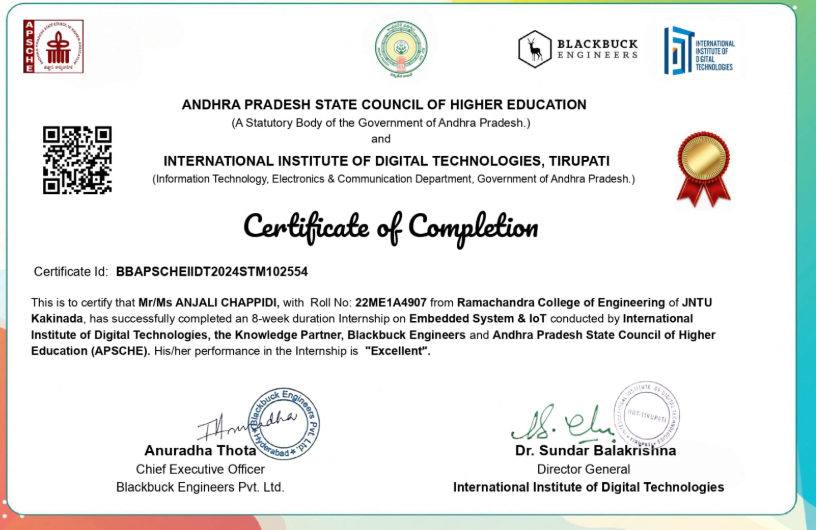 APSCHE
BLACKBUCK
ENGINEERS
INTERNATIONAL
INSTITUTE OF
DIGITAL
TECHNOLOGIES
ANDHRA PRADESH STATE COUNCIL OF HIGHER EDUCATION
(A Statutory Body of the Government of Andhra Pradesh.)
and
INTERNATIONAL INSTITUTE OF DIGITAL TECHNOLOGIES, TIRUPATI
(Information Technology, Electronics & Communication Department, Government of Andhra Pradesh.)
Certificate of Completion
Certificate Id: BBAPSCHEIIDT2024STM102554
This is to certify that Mr/Ms ANJALI CHAPPIDI, with Roll No: 22ME1A4907 from Ramachandra College of Engineering of JNTU
Kakinada, has successfully completed an 8-week duration Internship on Embedded System & IoT conducted by International
Institute of Digital Technologies, the Knowledge Partner, Blackbuck Engineers and Andhra Pradesh State Council of Higher
Education (APSCHE). His/her performance in the Internship is "Excellent".
Blackbuck Engineers Pvt. Ltd.
Hyderabad
IIDT-TIRUPATI
Anuradha Thota
Chief Executive Officer
Blackbuck Engineers Pvt. Ltd.
Dr. Sundar Balakrishna
Director General
International Institute of Digital Technologies